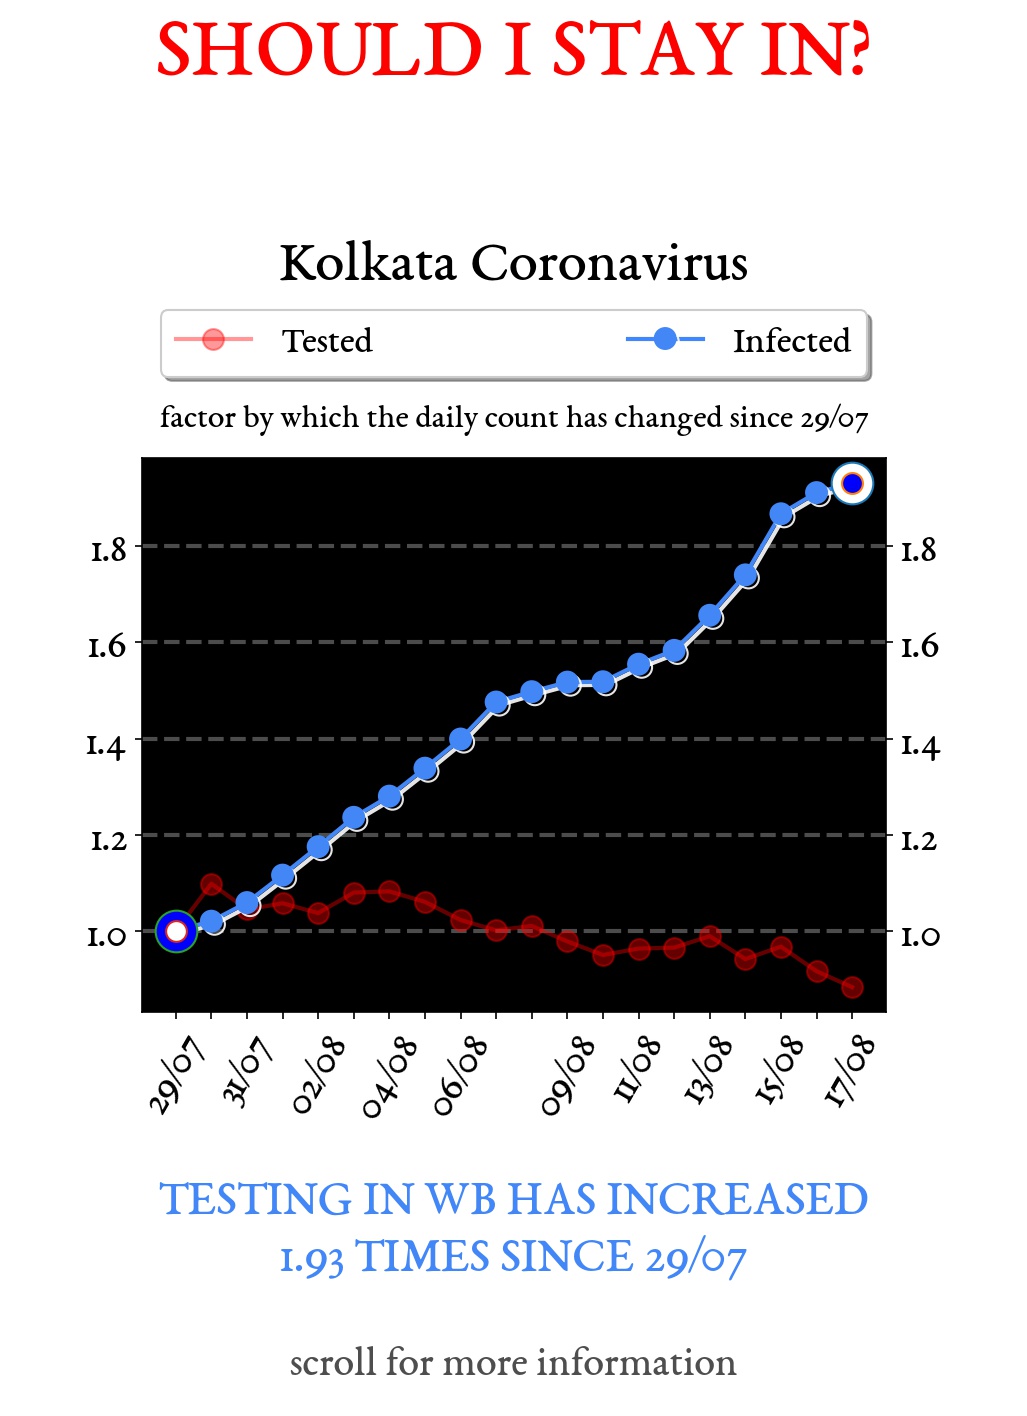 SHOULD I STAY IN?
Kolkata Coronavirus
Tested Infected
factor by which the daily count has changed since 29/07
1.8 1.8
1.6 1.6
1.4 1.4
1.2 1.2
1.0 1.0
29/07 31/07 02/08 04/08 06/08 09/08 11/08 13/08 15/08 17/08
TESTING IN WB HAS INCREASED
1.93 TIMES SINCE 29/07
scroll for more information